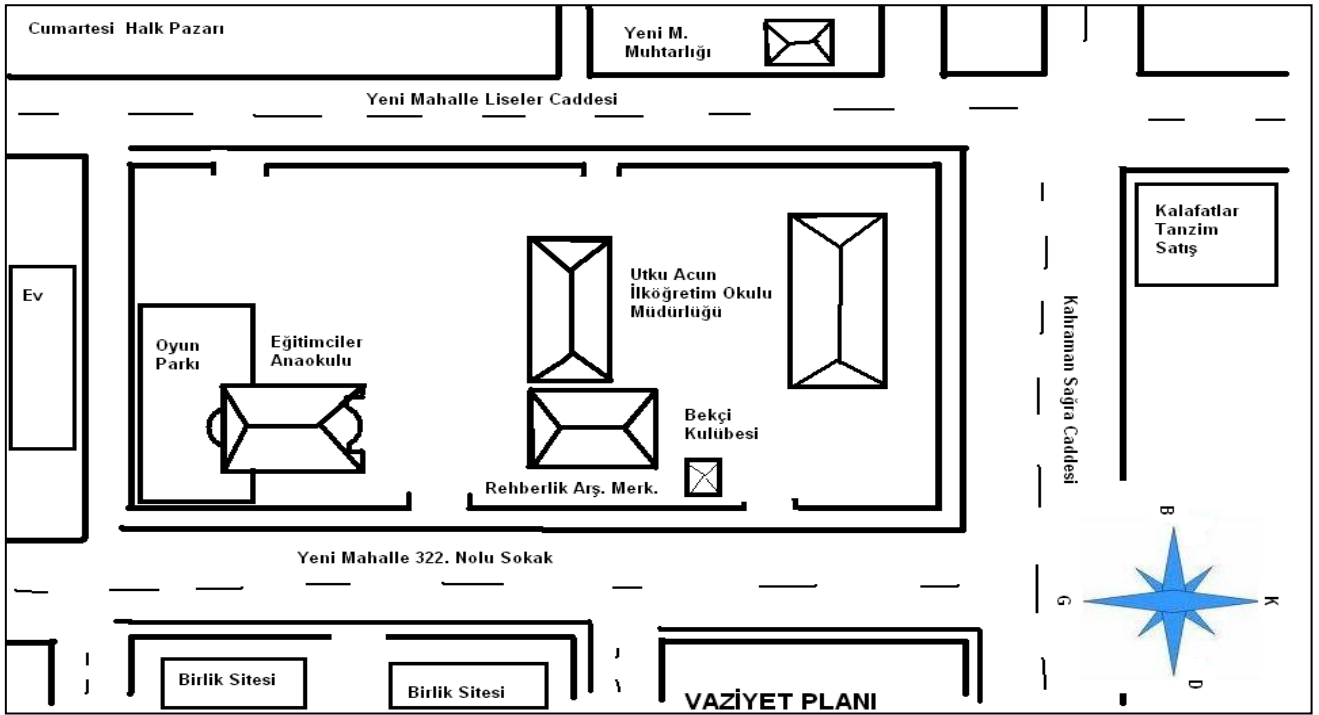 Cumartesi  Halk Pazarı
Yeni M.
Muhtarlığı
Yeni Mahalle Liseler Caddesi
Kalafatlar
Tanzim
Satış
Utku Acun
İlköğretim Okulu
Müdürlüğü
Ev
Oyun
Parkı
Eğitimciler
Anaokulu
Kahraman Sağra Caddesi
Bekçi
Kulübesi
Rehberlik Arş. Merk.
Yeni Mahalle 322. Nolu Sokak
B
G
K
D
Birlik Sitesi
Birlik Sitesi
VAZİYET PLANI